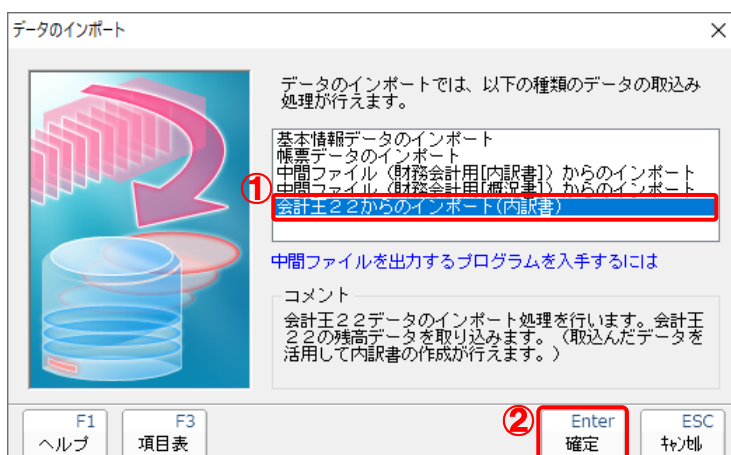 データのインポート
データのインポートでは、以下の種類のデータの取込み
処理が行えます。
基本情報データのインポート
帳票データのインポート
中間ファイル（財務会計用[内訳書]）からのインポート
中間ファイル（財務会計用[概況書]）からのインポート
①
会計王２２からのインポート(内訳書)
中間ファイルを出力するプログラムを入手するには
コメント
会計王２２データのインポート処理を行います。会計王
２２の残高データを取り込みます。（取込んだデータを
活用して内訳書の作成が行えます。）
F1
ヘルプ
F3
項目表
②
Enter
確定
ESC
ｷｬﾝｾﾙ